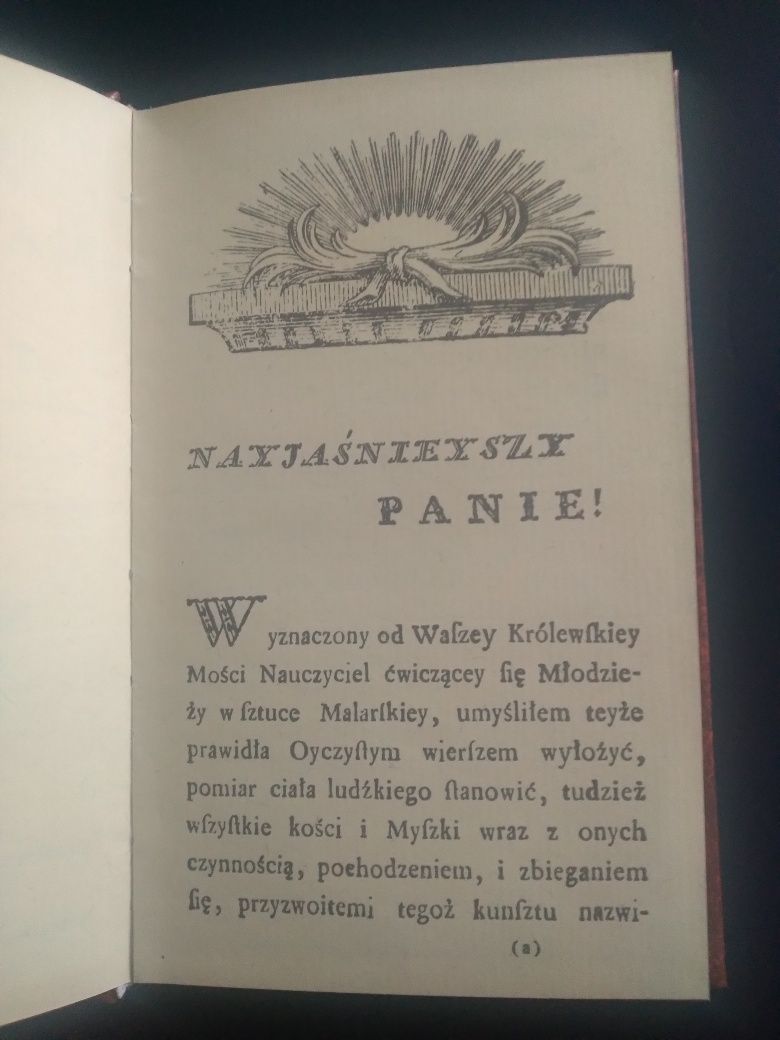 NAYJAŚNIEYSZY
PANIE!
Wyznaczony od Waſzey Królewſkiey
Mości Nauczyciel ćwiczącey ſię Młodzie-
ży w ſztuce Malarſkiey, umyśliłem teyże
prawidła Oyczyſtym wierſzem wyłożyć,
pomiar ciała ludźkiego ſtanowić, tudzież
wſzyſtkie kości i Myſzki wraz z onych
czynnością, pochodzeniem, i zbieganiem
ſię, przyzwoitemi tegoż kunſztu nazwi-
(a)